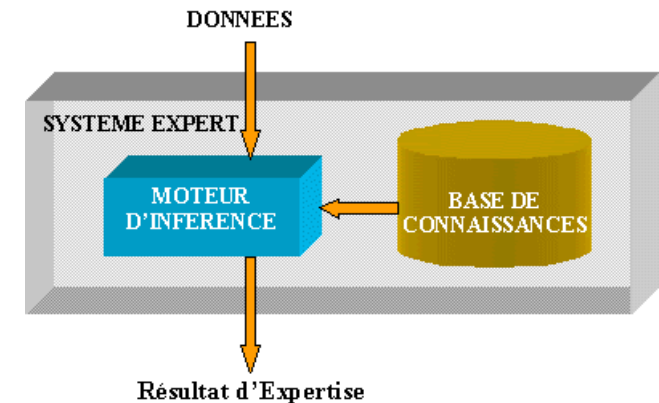 DONNEES
SYSTEME EXPERT
MOTEUR
D'INFERENCE
BASE DE
CONNAISSANCES
Résultat d'Expertise